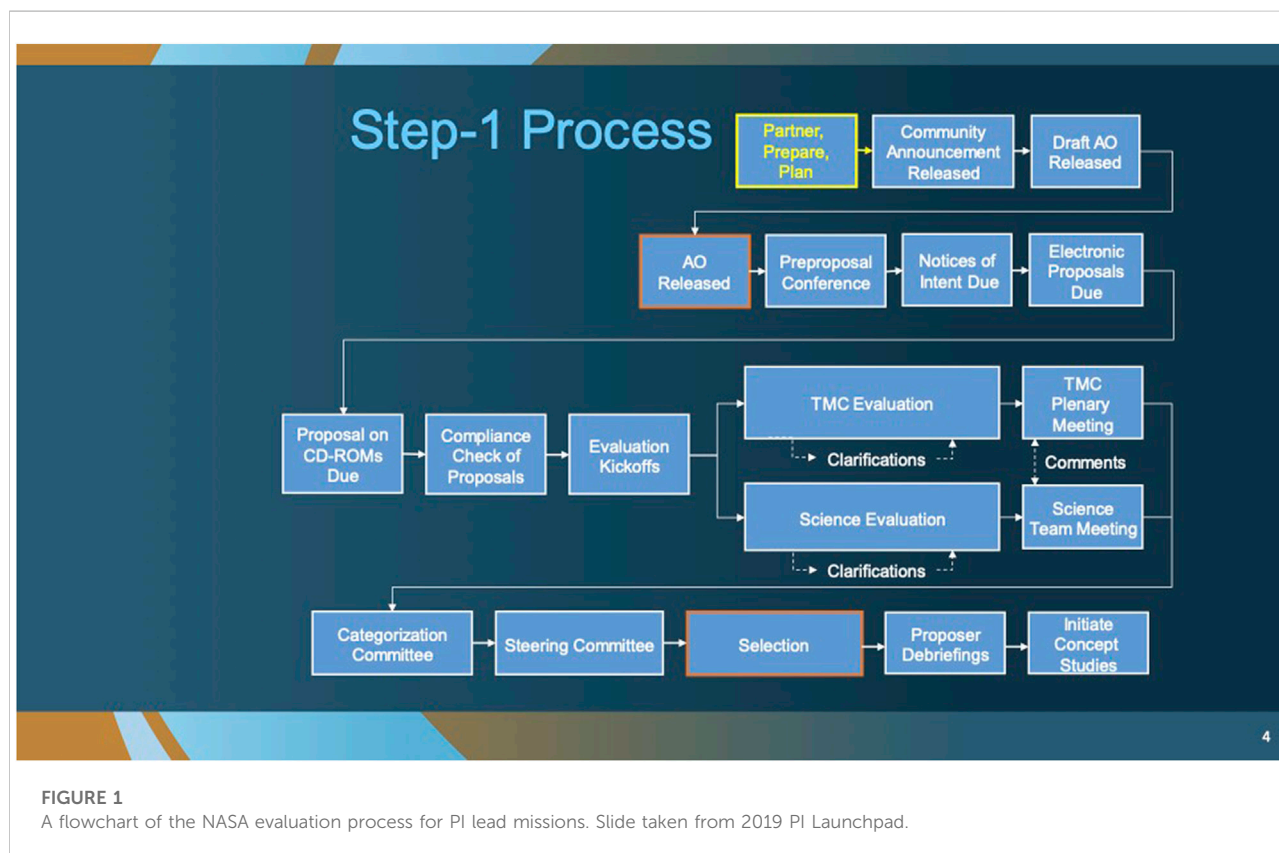 Step-1 Process
Partner,
Prepare,
Plan
Community
Announcement
Released
Draft AO
Released
AO
Released
Preproposal
Conference
Notices of
Intent Due
Electronic
Proposals
Due
Proposal on
CD-ROMs
Due
Compliance
Check of
Proposals
Evaluation
Kickoffs
TMC Evaluation
Clarifications
TMC
Plenary
Meeting
Comments
Science Evaluation
Clarifications
Science
Team Meeting
Categorization
Committee
Steering Committee
Selection
Proposer
Debriefings
Initiate
Concept
Studies
4
FIGURE 1
A flowchart of the NASA evaluation process for PI lead missions. Slide taken from 2019 PI Launchpad.